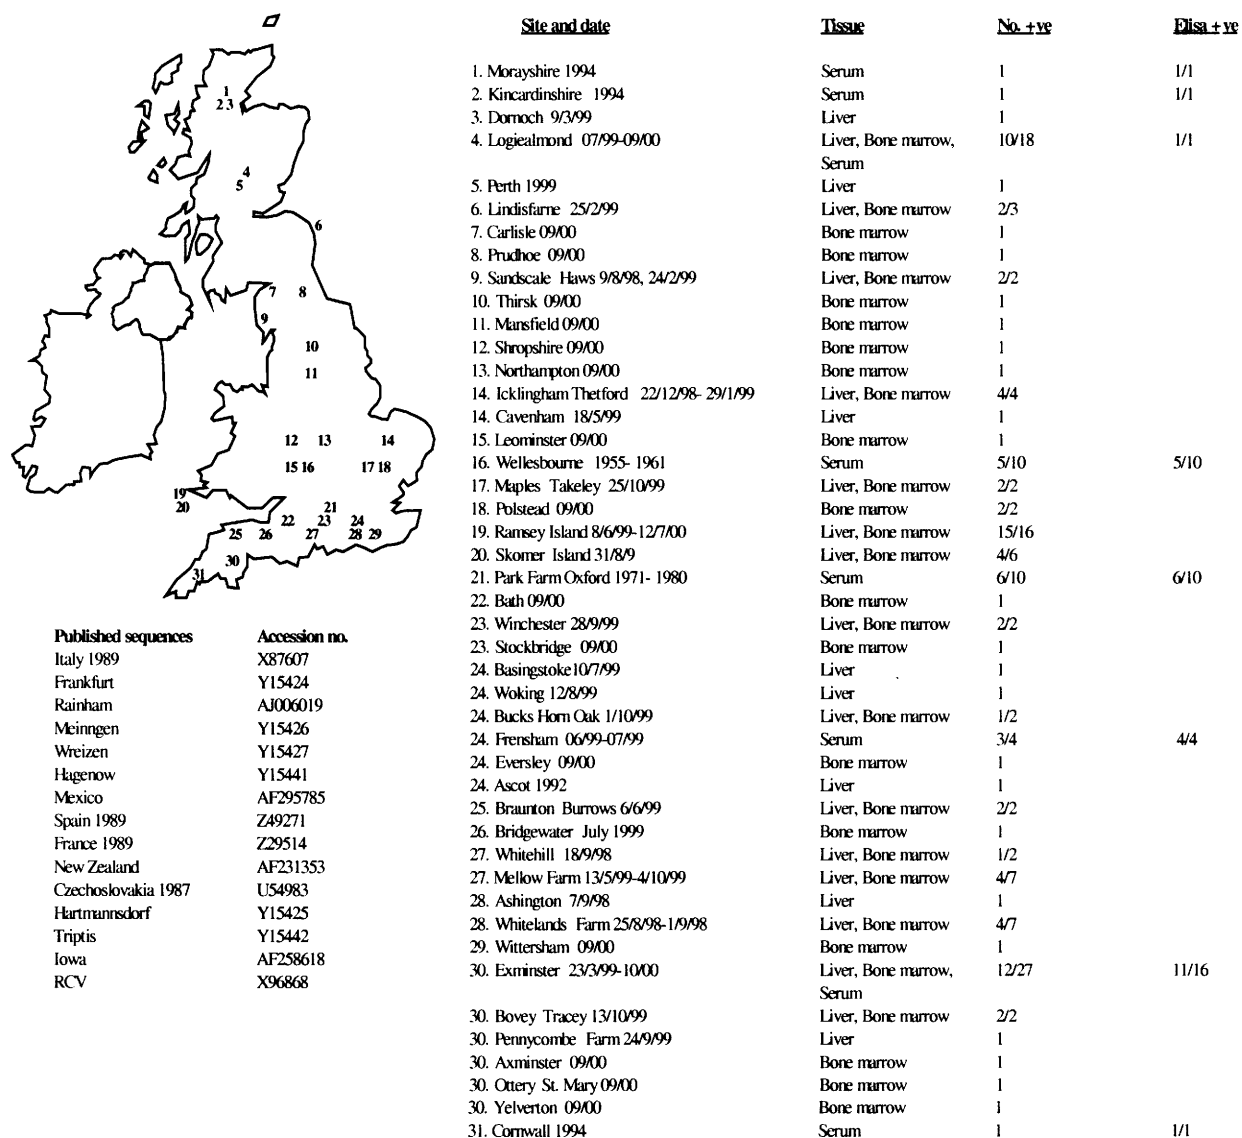 Site and date Tissue No. +ve Elisa +ve
1. Morayshire 1994 Serum 1 1/1
2. Kincardinshire 1994 Serum 1 1/1
3. Dornoch 9/3/99 Liver 1
4. Logiealmond 07/99-09/00 Liver, Bone marrow, 10/18 1/1
Serum
5. Perth 1999 Liver 1
6. Lindisfarne 25/2/99 Liver, Bone marrow 2/3
7. Carlisle 09/00 Bone marrow 1
8. Prudhoe 09/00 Bone marrow 1
9. Sandscale Haws 9/8/98, 24/2/99 Liver, Bone marrow 2/2
10. Thirsk 09/00 Bone marrow 1
11. Mansfield 09/00 Bone marrow 1
12. Shropshire 09/00 Bone marrow 1
13. Northampton 09/00 Bone marrow 1
14. Icklingham Thetford 22/12/98- 29/1/99 Liver, Bone marrow 4/4
14. Cavenham 18/5/99 Liver 1
15. Leominster 09/00 Bone marrow 1
16. Wellesbourne 1955- 1961 Serum 5/10 5/10
17. Maples Takeley 25/10/99 Liver, Bone marrow 2/2
18. Polstead 09/00 Bone marrow 2/2
19. Ramsey Island 8/6/99-12/7/00 Liver, Bone marrow 15/16
20. Skomer Island 31/8/9 Liver, Bone marrow 4/6
21. Park Farm Oxford 1971- 1980 Serum 6/10 6/10
22. Bath 09/00 Bone marrow 1
23. Winchester 28/9/99 Liver, Bone marrow 2/2
23. Stockbridge 09/00 Bone marrow 1
24. Basingstoke10/7/99 Liver 1
24. Woking 12/8/99 Liver 1
24. Bucks Horn Oak 1/10/99 Liver, Bone marrow 1/2
24. Frensham 06/99-07/99 Serum 3/4 4/4
24. Eversley 09/00 Bone marrow 1
24. Ascot 1992 Liver 1
25. Braunton Burrows 6/6/99 Liver, Bone marrow 2/2
26. Bridgewater July 1999 Bone marrow 1
27. Whitehill 18/9/98 Liver, Bone marrow 1/2
27. Mellow Farm 13/5/99-4/10/99 Liver, Bone marrow 4/7
28. Ashington 7/9/98 Liver 1
28. Whitelands Farm 25/8/98-1/9/98 Liver, Bone marrow 4/7
29. Wittersham 09/00 Bone marrow 1
30. Exminster 23/3/99-10/00 Liver, Bone marrow, 12/27 11/16
Serum
30. Bovey Tracey 13/10/99 Liver, Bone marrow 2/2
30. Pennycombe Farm 24/9/99 Liver 1
30. Axminster 09/00 Bone marrow 1
30. Ottery St. Mary 09/00 Bone marrow 1
30. Yelverton 09/00 Bone marrow 1
31. Cornwall 1994 Serum 1 1/1
1
2 3
4
5
6
7 8
9
10
11
12 13 14
15 16 17 18
19
20 21
22 23 24
25 26 27 28 29
30
31
Published sequences Accession no.
Italy 1989 X87607
Frankfurt Y15424
Rainham AJ006019
Meinngen Y15426
Wreizen Y15427
Hagenow Y15441
Mexico AF295785
Spain 1989 Z49271
France 1989 Z29514
New Zealand AF231353
Czechoslovakia 1987 U54983
Hartmannsdorf Y15425
Triptis Y15442
Iowa AF258618
RCV X96868